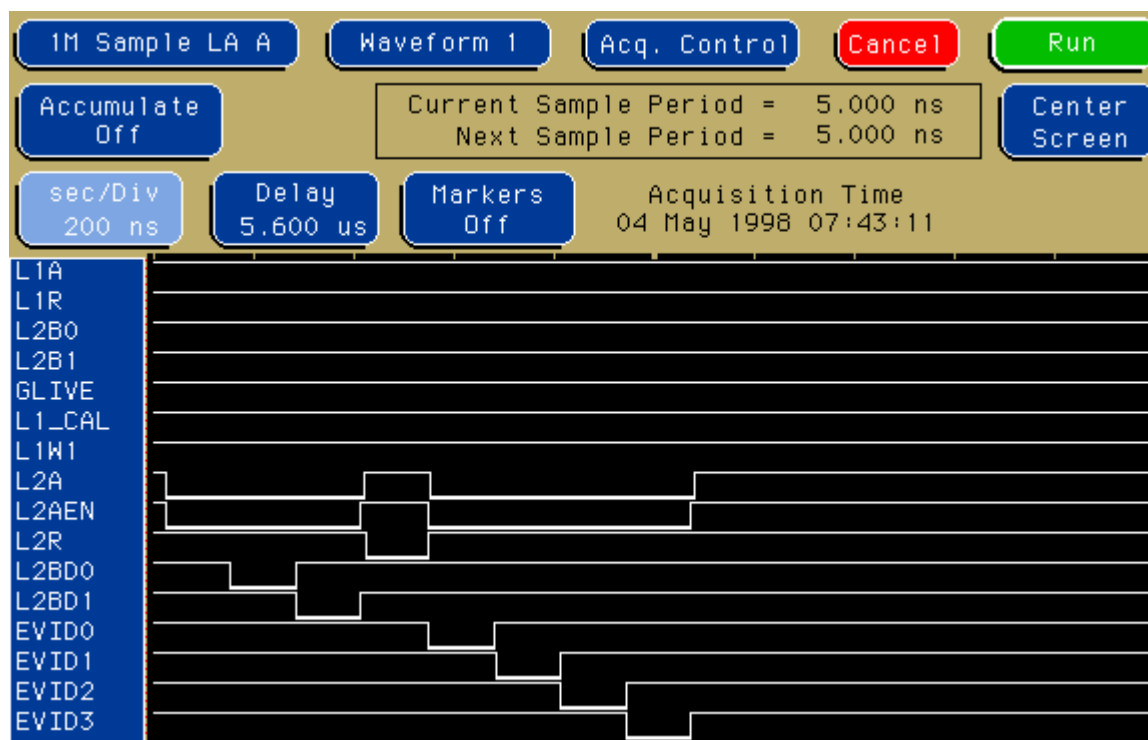 1M Sample LA A Waveform 1 Acq. Control Cancel Run
Accumulate
Off
Current Sample Period = 5.000 ns
Next Sample Period = 5.000 ns
Center
Screen
sec/Div
200 ns
Delay
5.600 us
Markers
Off
Acquisition Time
04 May 1998 07:43:11
L1A
L1R
L2B0
L2B1
GLIVE
L1_CAL
L1W1
L2A
L2AEN
L2R
L2BD0
L2BD1
EVID0
EVID1
EVID2
EVID3